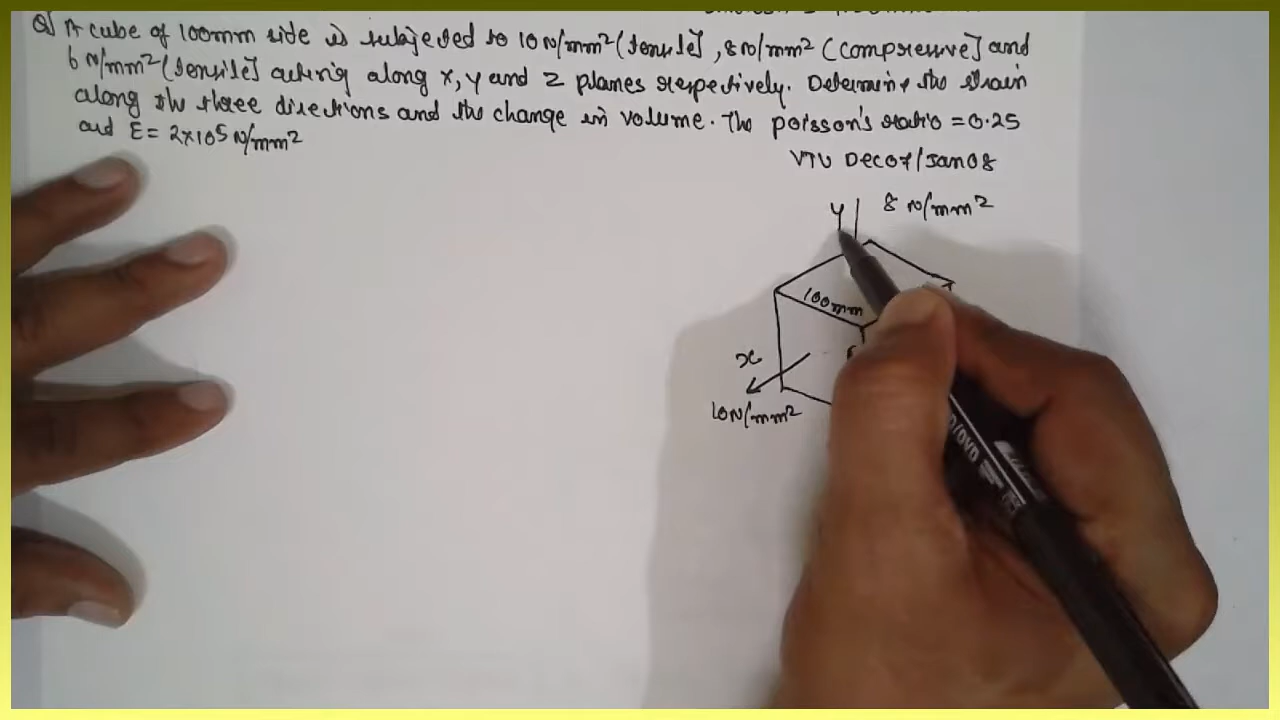 Q) A cube of 100mm side is subjected to 10 N/mm² (Tensile], 8 N/mm² (compressive] and
6 N/mm² (Tensile] acting along x, y and z planes respectively. Determine the strain
along the three directions and the change in volume. The poisson's ratio = 0.25
and E = 2×10⁵ N/mm²
VTU Dec07/Jan08
y 8 N/mm²
100mm
x
10N/mm²